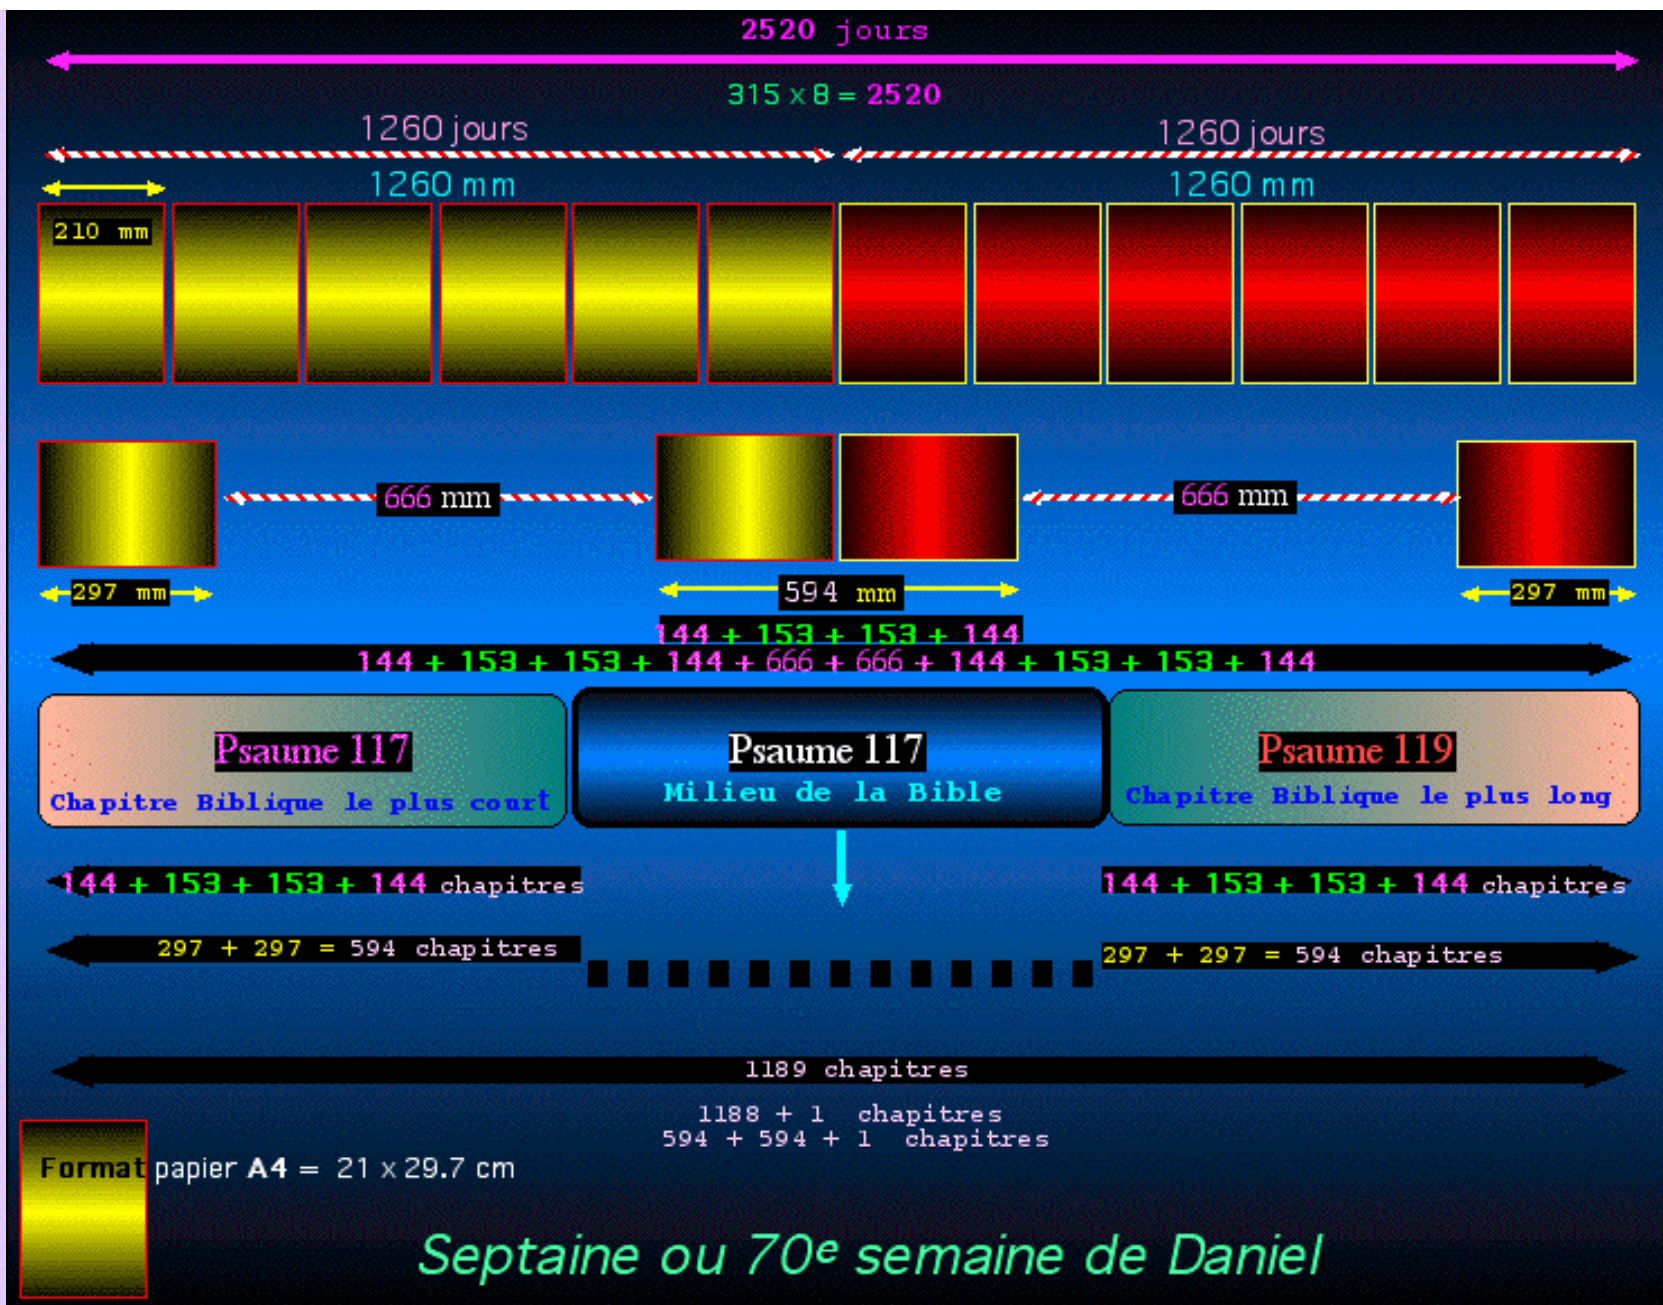 2520 jours
315 x 8 = 2520
1260 jours
1260 jours
1260 mm
1260 mm
210 mm
666 mm
666 mm
297 mm
594 mm
297 mm
144 + 153 + 153 + 144
144 + 153 + 153 + 144 + 666 + 666 + 144 + 153 + 153 + 144
Psaume 117
Chapitre Biblique le plus court
Psaume 117
Milieu de la Bible
Psaume 119
Chapitre Biblique le plus long
144 + 153 + 153 + 144 chapitres
144 + 153 + 153 + 144 chapitres
297 + 297 = 594 chapitres
297 + 297 = 594 chapitres
1189 chapitres
1188 + 1 chapitres
594 + 594 + 1 chapitres
Format papier A4 = 21 x 29.7 cm
Septaine ou 70e semaine de Daniel